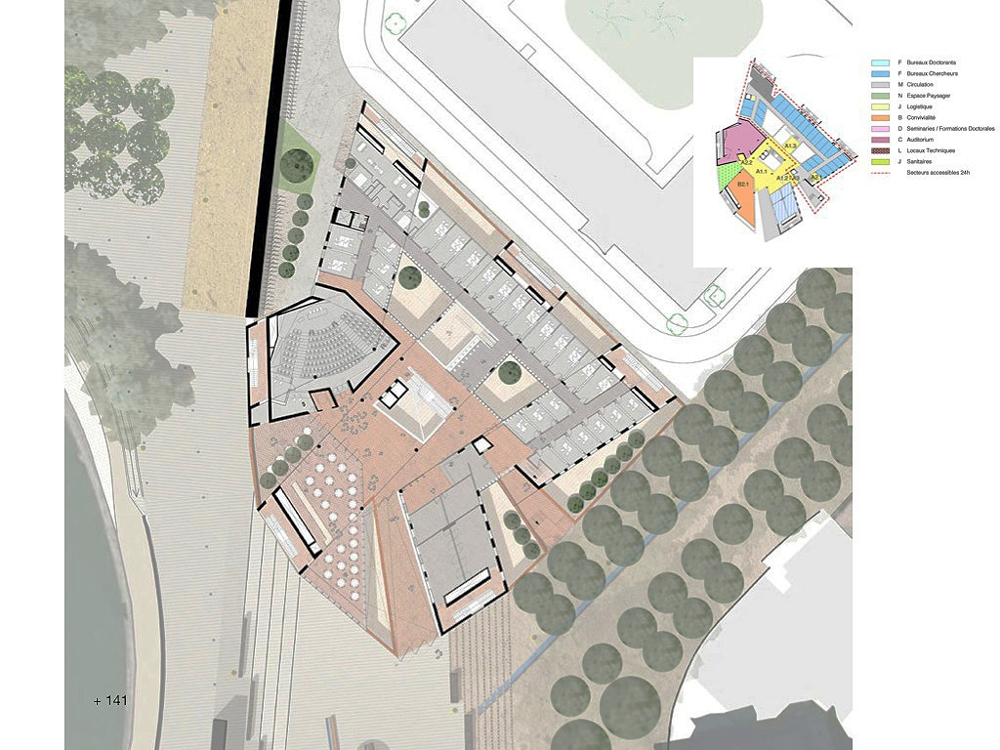 F Bureaux Doctorants
F Bureaux Chercheurs
M Circulation
N Espace Paysager
J Logistique
B Convivialité
D Seminaries / Formations Doctorales
C Auditorium
L Locaux Techniques
J Sanitaires
Secteurs accessibles 24h
A1.3
A2.2
A1.1
A1.2
B2.1
+ 141